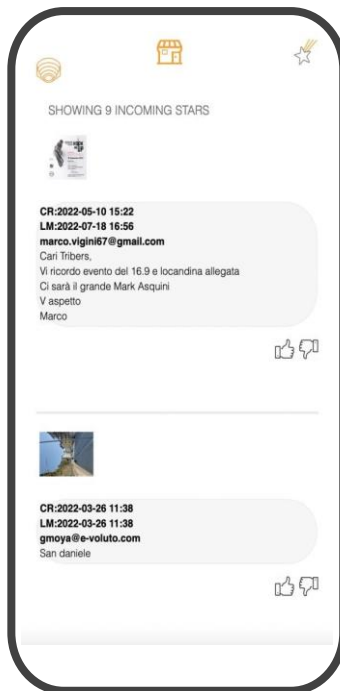 SHOWING 9 INCOMING STARS
CR:2022-05-10 15:22
LM:2022-07-18 16:56
marco.vigini67@gmail.com
Cari Tribers,
Vi ricordo evento del 16.9 e locandina allegata
Ci sarà il grande Mark Asquini
V aspetto
Marco
CR:2022-03-26 11:38
LM:2022-03-26 11:38
gmoya@e-voluto.com
San daniele